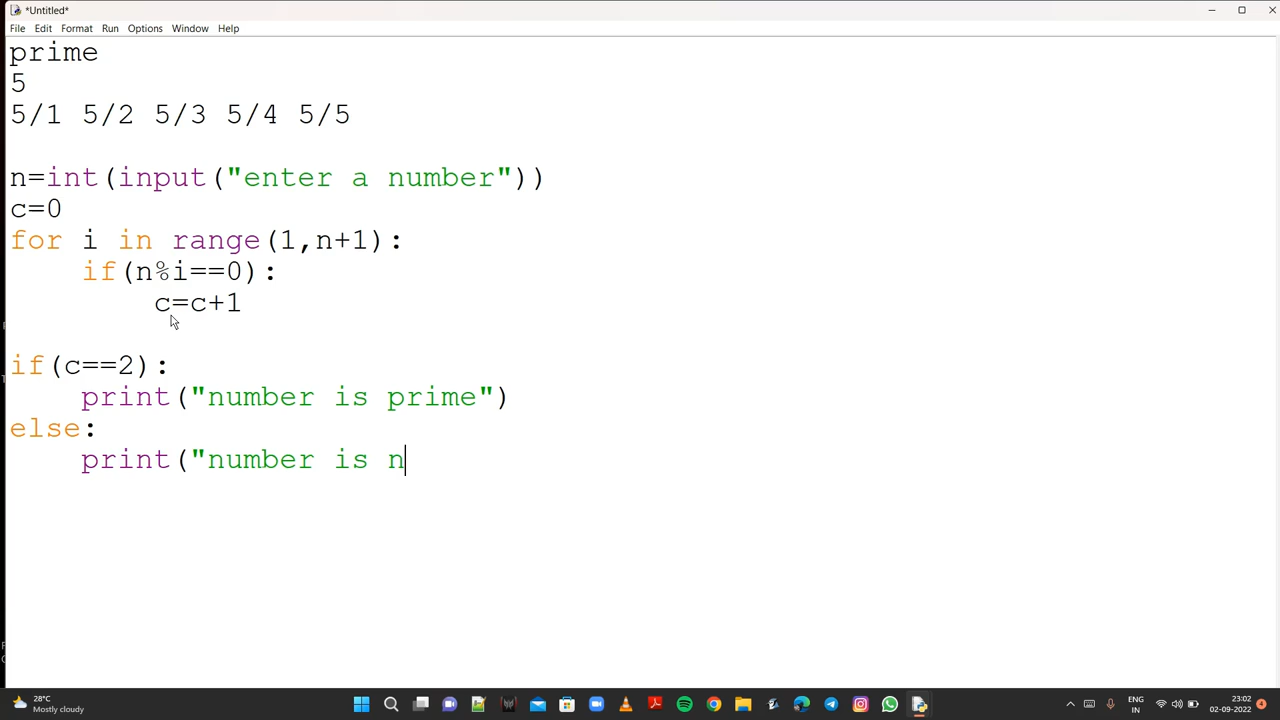 *Untitled*
File Edit Format Run Options Window Help
prime
5
5/1 5/2 5/3 5/4 5/5
n=int(input("enter a number"))
c=0
for i in range(1,n+1):
    if(n%i==0):
        c=c+1
if(c==2):
    print("number is prime")
else:
    print("number is n
28°C
Mostly cloudy
ENG
IN
23:02
02-09-2022